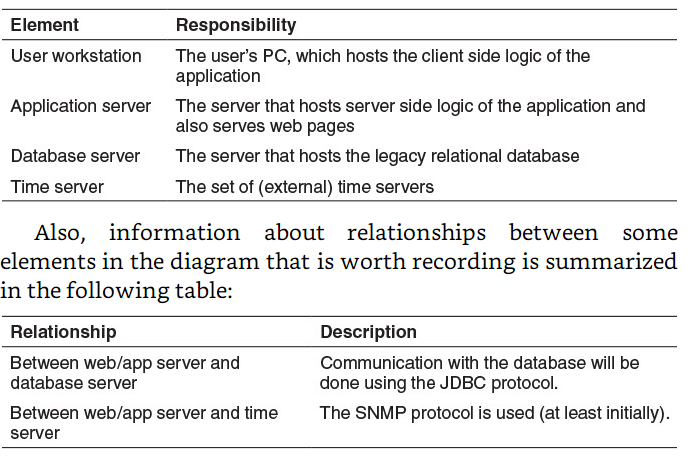 Element Responsibility
User workstation The user's PC, which hosts the client side logic of the
application
Application server The server that hosts server side logic of the application and
also serves web pages
Database server The server that hosts the legacy relational database
Time server The set of (external) time servers
Also, information about relationships between some
elements in the diagram that is worth recording is summarized
in the following table:
Relationship Description
Between web/app server and Communication with the database will be
database server done using the JDBC protocol.
Between web/app server and time The SNMP protocol is used (at least initially).
server